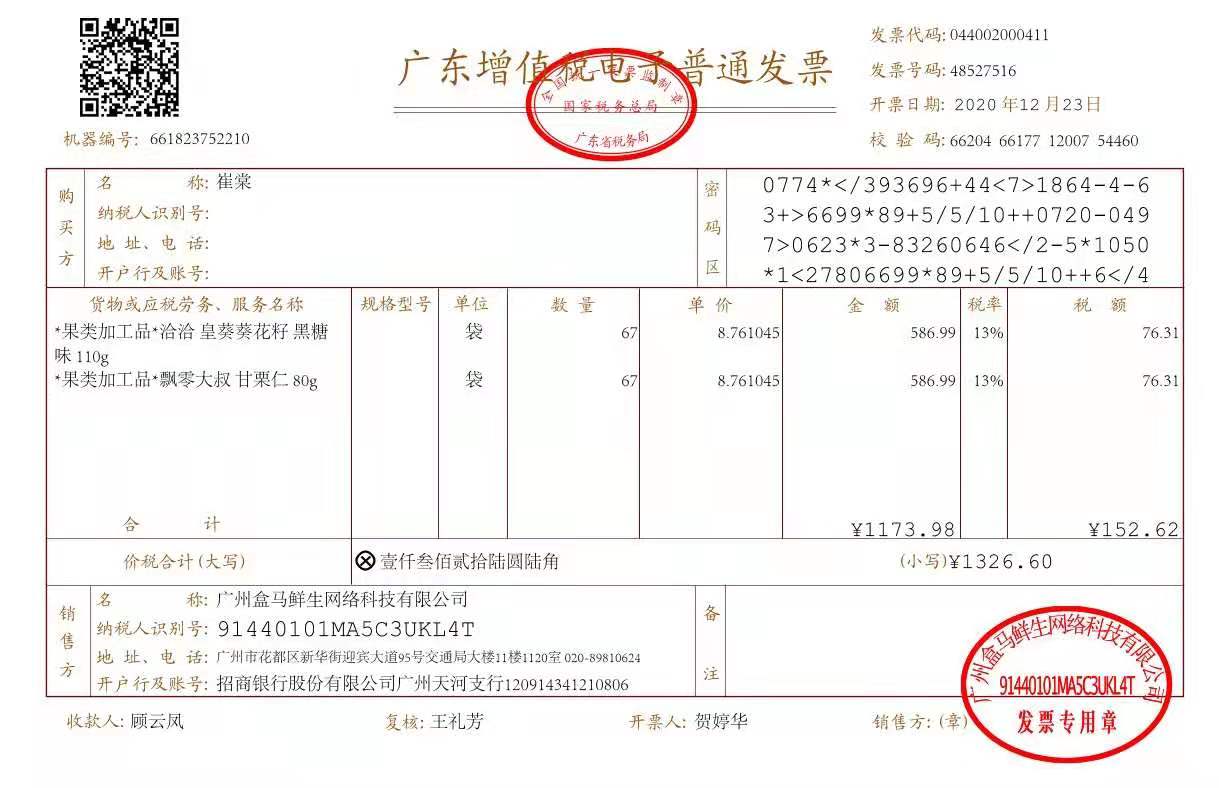 广东增值税电子普通发票
全国统一发票监制章
国家税务总局
广东省税务局
发票代码: 044002000411
发票号码: 48527516
开票日期: 2020 年12 月23日
校 验 码: 66204 66177 12007 54460
机器编号: 661823752210
购买方
名 称: 崔棠
纳税人识别号:
地 址、电 话:
开户行及账号:
密码区
0774*</393696+44<7>1864-4-6
3+>6699*89+5/5/10++0720-049
7>0623*3-83260646</2-5*1050
*1<27806699*89+5/5/10++6</4
货物或应税劳务、服务名称 规格型号 单位 数 量 单 价 金 额 税率 税 额
*果类加工品*洽洽 皇葵葵花籽 黑糖 袋 67 8.761045 586.99 13% 76.31
味 110g
*果类加工品*飘零大叔 甘栗仁 80g 袋 67 8.761045 586.99 13% 76.31
合 计 ¥1173.98 ¥152.62
价税合计(大写) ⊗壹仟叁佰贰拾陆圆陆角 (小写)¥1326.60
销售方
名 称: 广州盒马鲜生网络科技有限公司
纳税人识别号: 91440101MA5C3UKL4T
地 址、电 话: 广州市花都区新华街迎宾大道95号交通局大楼11楼1120室 020-89810624
开户行及账号: 招商银行股份有限公司广州天河支行120914341210806
备注
广州盒马鲜生网络科技有限公司
91440101MA5C3UKL4T
发票专用章
收款人: 顾云凤 复核: 王礼芳 开票人: 贺婷华 销售方: (章)